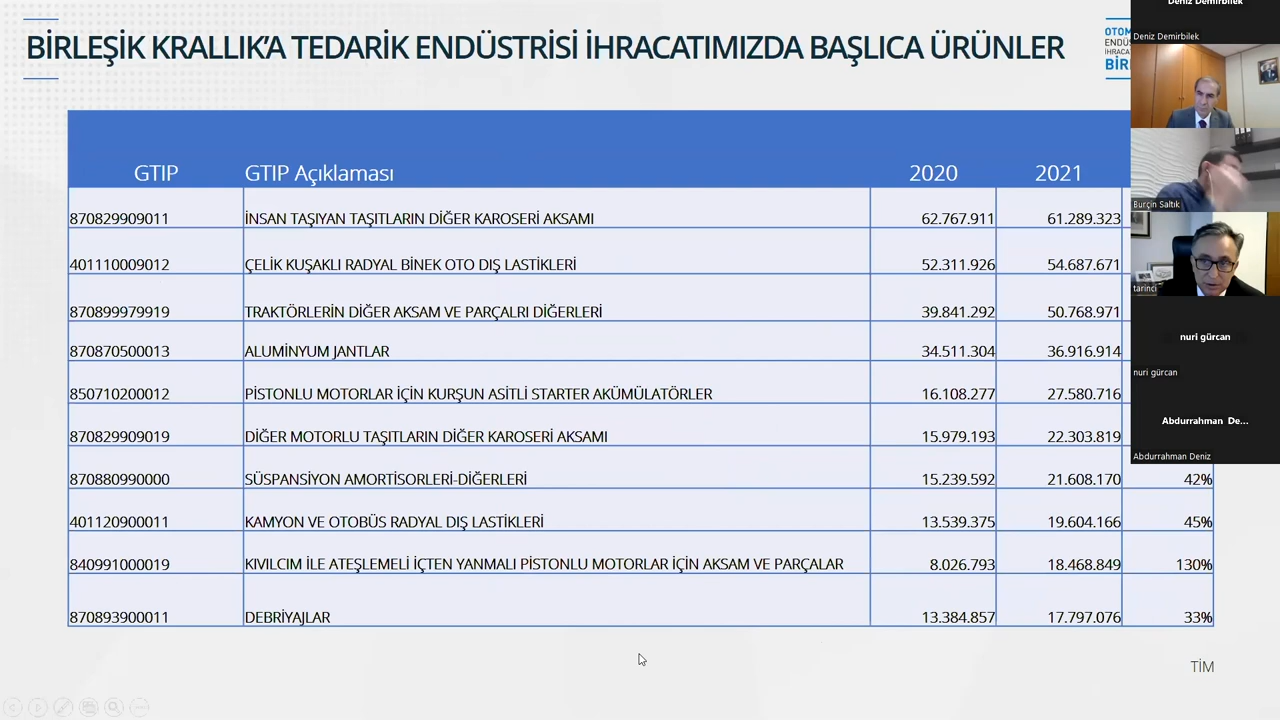 BİRLEŞİK KRALLIK'A TEDARİK ENDÜSTRİSİ İHRACATIMIZDA BAŞLICA ÜRÜNLER
OTOM
ENDÜS
İHRACA
BİR
GTIP GTIP Açıklaması 2020 2021
870829909011 İNSAN TAŞIYAN TAŞITLARIN DİĞER KAROSERİ AKSAMI 62.767.911 61.289.323
401110009012 ÇELİK KUŞAKLI RADYAL BİNEK OTO DIŞ LASTİKLERİ 52.311.926 54.687.671
870899979919 TRAKTÖRLERİN DİĞER AKSAM VE PARÇALRI DİĞERLERİ 39.841.292 50.768.971
870870500013 ALUMİNYUM JANTLAR 34.511.304 36.916.914
850710200012 PİSTONLU MOTORLAR İÇİN KURŞUN ASİTLİ STARTER AKÜMÜLATÖRLER 16.108.277 27.580.716
870829909019 DİĞER MOTORLU TAŞITLARIN DİĞER KAROSERİ AKSAMI 15.979.193 22.303.819
870880990000 SÜSPANSİYON AMORTİSORLERİ-DİĞERLERİ 15.239.592 21.608.170 42%
401120900011 KAMYON VE OTOBÜS RADYAL DIŞ LASTİKLERİ 13.539.375 19.604.166 45%
840991000019 KIVILCIM İLE ATEŞLEMELİ İÇTEN YANMALI PİSTONLU MOTORLAR İÇİN AKSAM VE PARÇALAR 8.026.793 18.468.849 130%
870893900011 DEBRİYAJLAR 13.384.857 17.797.076 33%
TİM
Deniz Demirbilek
Deniz Demirbilek
Burçin Saltık
tarinci
nuri gürcan
nuri gürcan
Abdurrahman De...
Abdurrahman Deniz